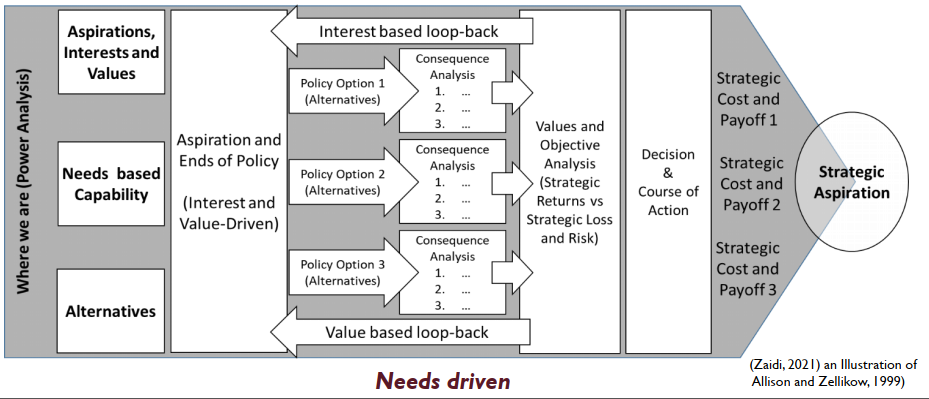 Where we are (Power Analysis)
Aspirations,
Interests and
Values
Needs based
Capability
Alternatives
Aspiration and
Ends of Policy
(Interest and
Value-Driven)
Interest based loop-back
Policy Option 1
(Alternatives)
Consequence
Analysis
1. ...
2. ...
3. ...
Policy Option 2
(Alternatives)
Consequence
Analysis
1. ...
2. ...
3. ...
Policy Option 3
(Alternatives)
Consequence
Analysis
1. ...
2. ...
3. ...
Value based loop-back
Values and
Objective
Analysis
(Strategic
Returns vs
Strategic Loss
and Risk)
Decision
&
Course of
Action
Strategic
Cost and
Payoff 1
Strategic
Cost and
Payoff 2
Strategic
Cost and
Payoff 3
Strategic
Aspiration
Needs driven
(Zaidi, 2021) an Illustration of
Allison and Zellikow, 1999)